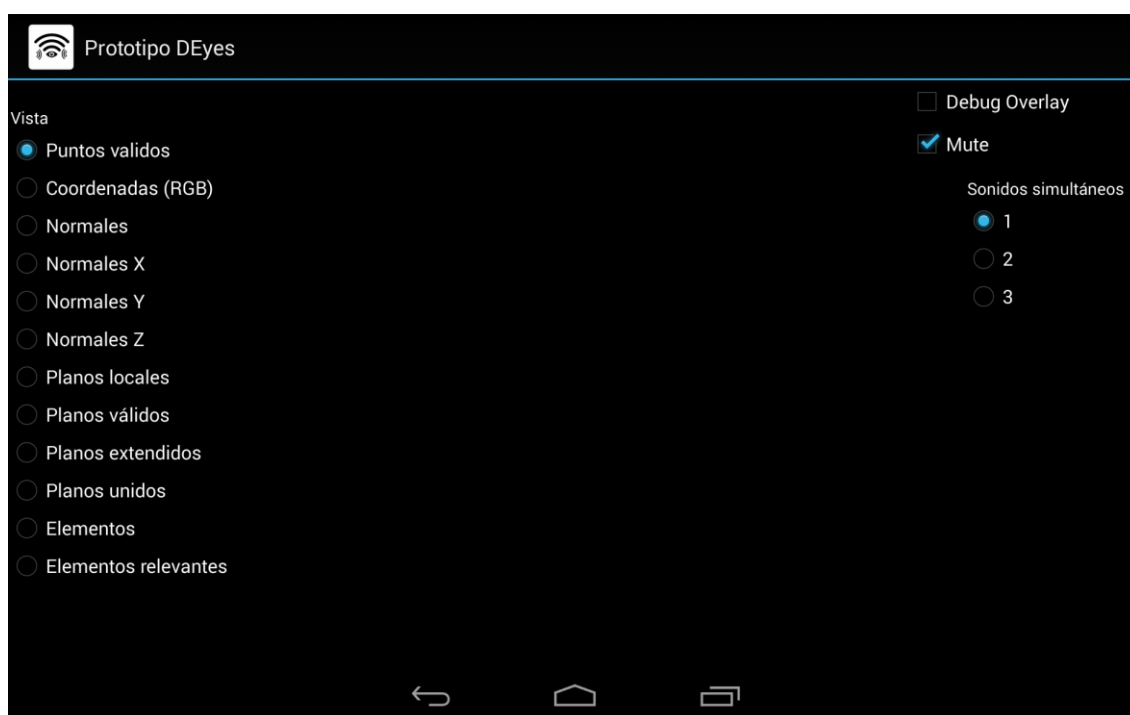 Prototipo DEyes
Vista
Puntos validos
Coordenadas (RGB)
Normales
Normales X
Normales Y
Normales Z
Planos locales
Planos válidos
Planos extendidos
Planos unidos
Elementos
Elementos relevantes
Debug Overlay
Mute
Sonidos simultáneos
1
2
3